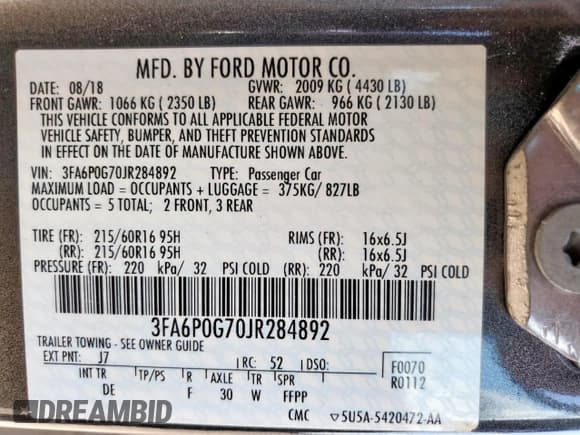 MFD. BY FORD MOTOR CO.
DATE: 08/18 GVWR: 2009 KG ( 4430 LB)
FRONT GAWR: 1066 KG ( 2350 LB) REAR GAWR: 966 KG ( 2130 LB)
THIS VEHICLE CONFORMS TO ALL APPLICABLE FEDERAL MOTOR
VEHICLE SAFETY, BUMPER, AND THEFT PREVENTION STANDARDS
IN EFFECT ON THE DATE OF MANUFACTURE SHOWN ABOVE.
VIN: 3FA6P0G70JR284892 TYPE: Passenger Car
MAXIMUM LOAD = OCCUPANTS + LUGGAGE = 375KG/ 827LB
OCCUPANTS = 5 TOTAL; 2 FRONT, 3 REAR
TIRE (FR): 215/60R16 95H RIMS (FR): 16x6.5J
(RR): 215/60R16 95H (RR): 16x6.5J
PRESSURE (FR): 220 kPa/ 32 PSI COLD (RR): 220 kPa/ 32 PSI COLD
3FA6P0G70JR284892
TRAILER TOWING - SEE OWNER GUIDE
EXT PNT: J7 RC: 52 DSO: F0070
INT TR TP/PS R AXLE TR SPR R0112
DE F 30 W FFPP
CMC ▽5U5A-5420472-AA
DREAMBID